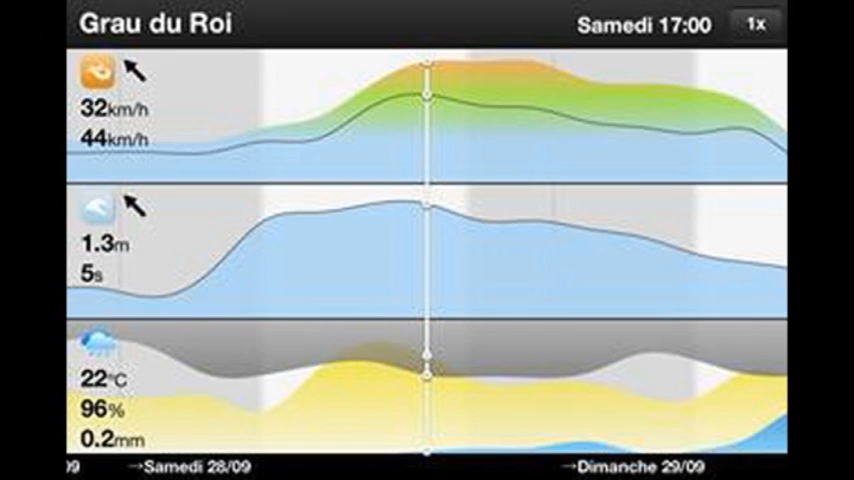 Grau du Roi
Samedi 17:00
1x
32km/h
44km/h
1.3m
5s
22°C
96%
0.2mm
09
→Samedi 28/09
→Dimanche 29/09